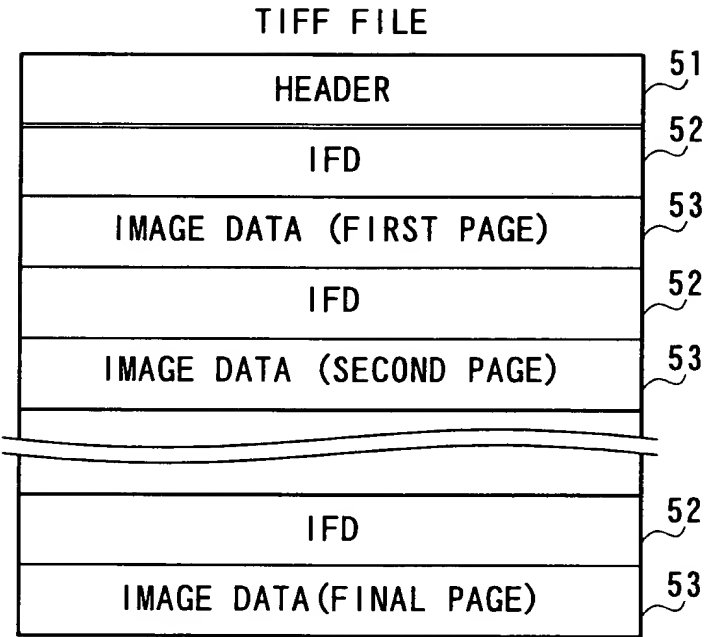 TIFF FILE
HEADER 51
IFD 52
IMAGE DATA (FIRST PAGE) 53
IFD 52
IMAGE DATA (SECOND PAGE) 53
IFD 52
IMAGE DATA(FINAL PAGE) 53